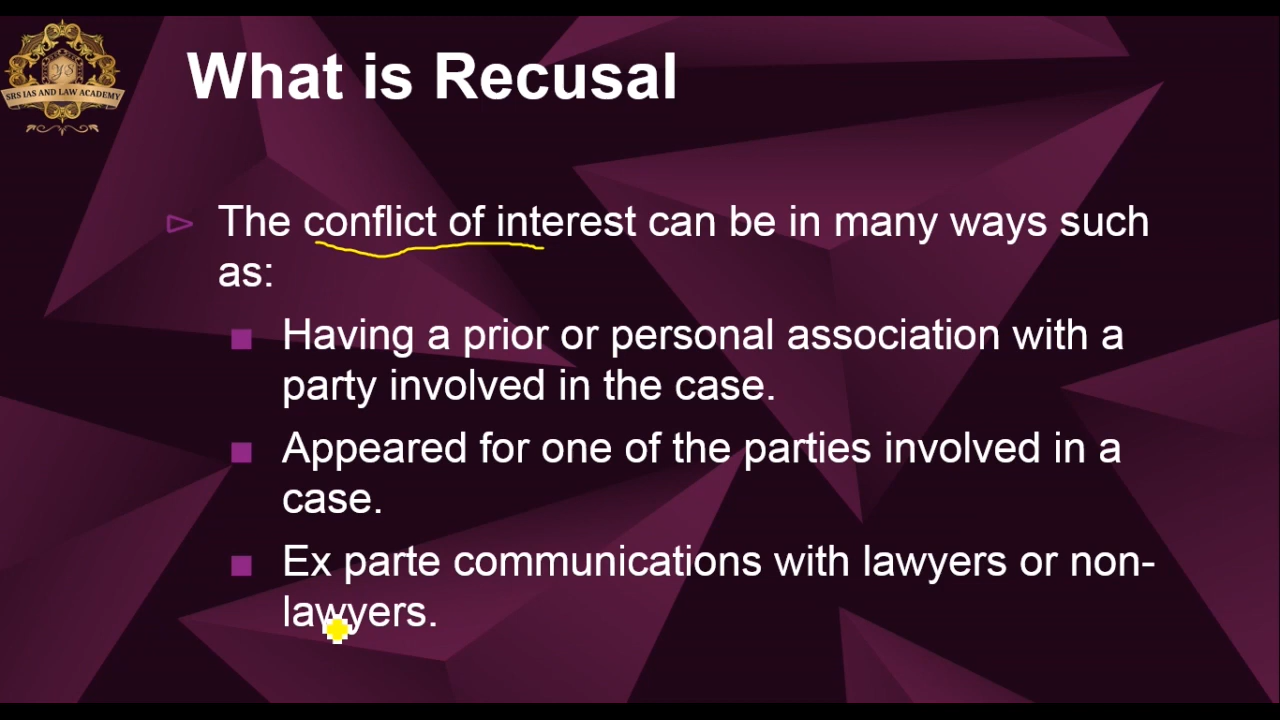 SRS IAS AND LAW ACADEMY
What is Recusal
The conflict of interest can be in many ways such
as:
Having a prior or personal association with a
party involved in the case.
Appeared for one of the parties involved in a
case.
Ex parte communications with lawyers or non-
lawyers.